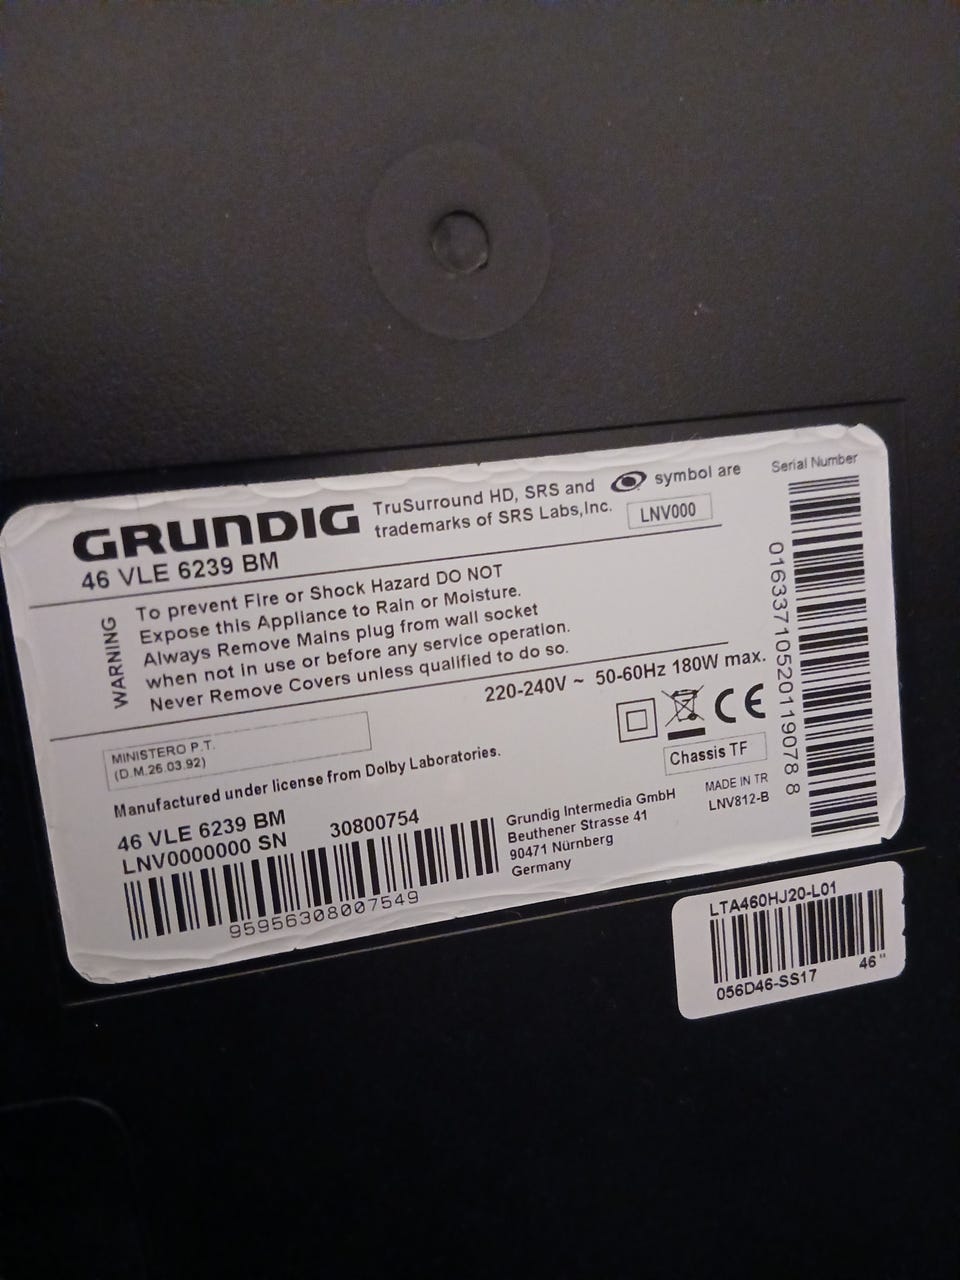 GRUNDIG
46 VLE 6239 BM
TruSurround HD, SRS and symbol are
trademarks of SRS Labs,Inc.
LNV000
Serial Number
WARNING
To prevent Fire or Shock Hazard DO NOT
Expose this Appliance to Rain or Moisture.
Always Remove Mains plug from wall socket
when not in use or before any service operation.
Never Remove Covers unless qualified to do so.
220-240V ~ 50-60Hz 180W max.
MINISTERO P.T.
(D.M.26.03.92)
CE
Chassis TF
Manufactured under license from Dolby Laboratories.
MADE IN TR
LNV812-B
46 VLE 6239 BM
LNV0000000 SN 30800754
95956308007549
Grundig Intermedia GmbH
Beuthener Strasse 41
90471 Nürnberg
Germany
01633710520119078 8
LTA460HJ20-L01
056D46-SS17 46"